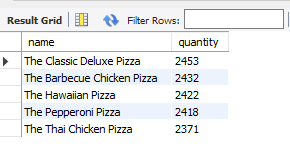 Result Grid Filter Rows:
name quantity
The Classic Deluxe Pizza 2453
The Barbecue Chicken Pizza 2432
The Hawaiian Pizza 2422
The Pepperoni Pizza 2418
The Thai Chicken Pizza 2371